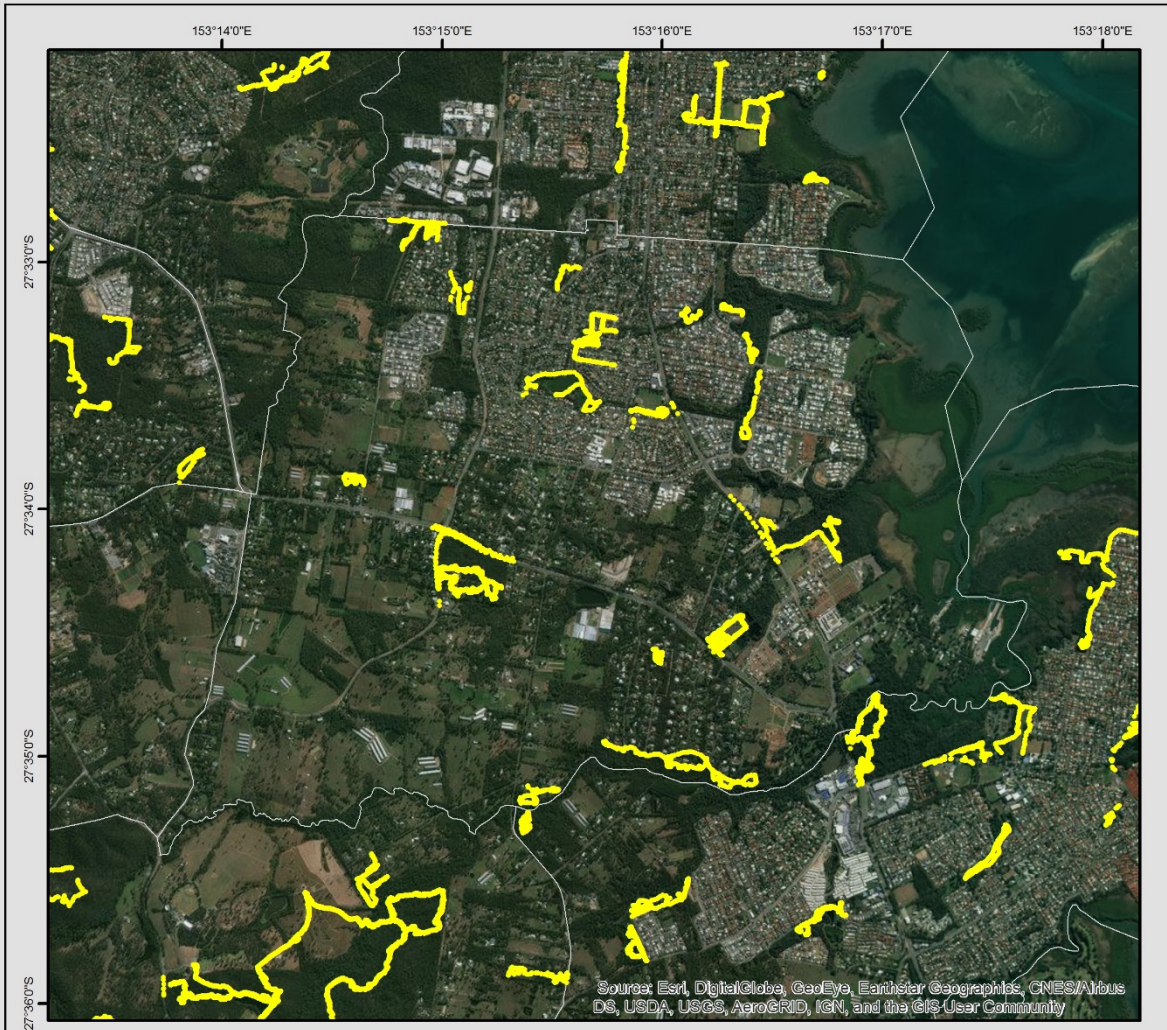 153°14'0"E 153°15'0"E 153°16'0"E 153°17'0"E 153°18'0"E
27°33'0"S
27°34'0"S
27°35'0"S
27°36'0"S
Source: Esri, DigitalGlobe, GeoEye, Earthstar Geographics, CNES/Airbus
DS, USDA, USGS, AeroGRID, IGN, and the GIS User Community